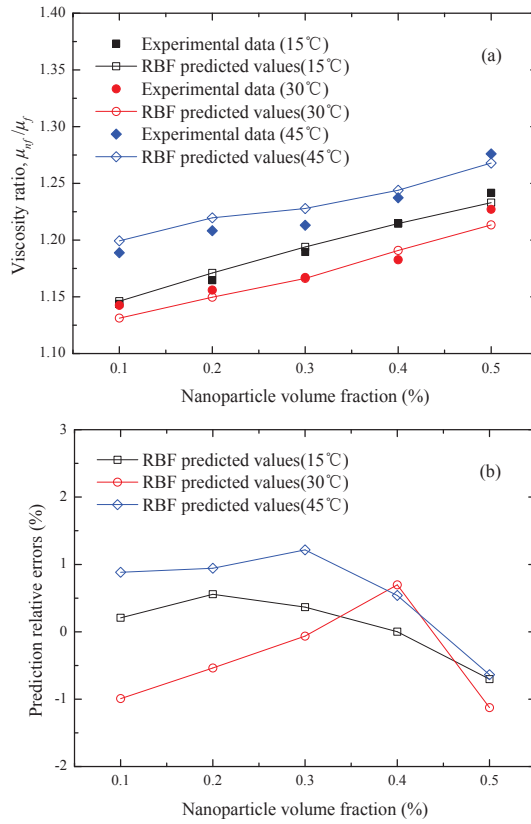 1.40
1.35
1.30
1.25
1.20
1.15
1.10
Viscosity ratio, μnf /μf
Experimental data (15℃)
RBF predicted values(15℃)
Experimental data (30℃)
RBF predicted values(30℃)
Experimental data (45℃)
RBF predicted values(45℃)
(a)
0.1 0.2 0.3 0.4 0.5
Nanoparticle volume fraction (%)
3
2
1
0
-1
-2
Prediction relative errors (%)
RBF predicted values(15℃)
RBF predicted values(30℃)
RBF predicted values(45℃)
(b)
0.1 0.2 0.3 0.4 0.5
Nanoparticle volume fraction (%)